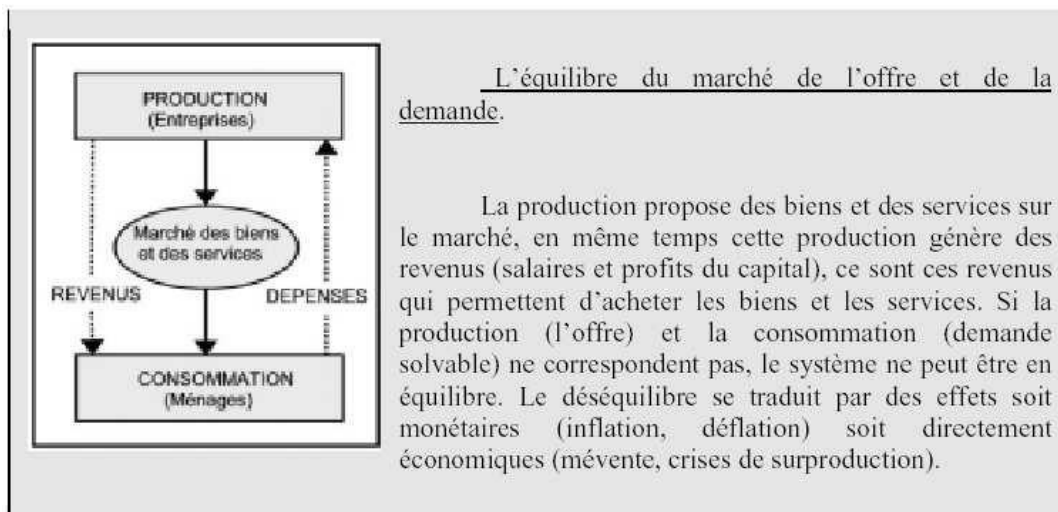 PRODUCTION
(Entreprises)
Marché des biens
et des services
REVENUS
DEPENSES
CONSOMMATION
(Ménages)
L'équilibre du marché de l'offre et de la
demande.
La production propose des biens et des services sur
le marché, en même temps cette production génère des
revenus (salaires et profits du capital), ce sont ces revenus
qui permettent d'acheter les biens et les services. Si la
production (l'offre) et la consommation (demande
solvable) ne correspondent pas, le système ne peut être en
équilibre. Le déséquilibre se traduit par des effets soit
monétaires (inflation, déflation) soit directement
économiques (mévente, crises de surproduction).